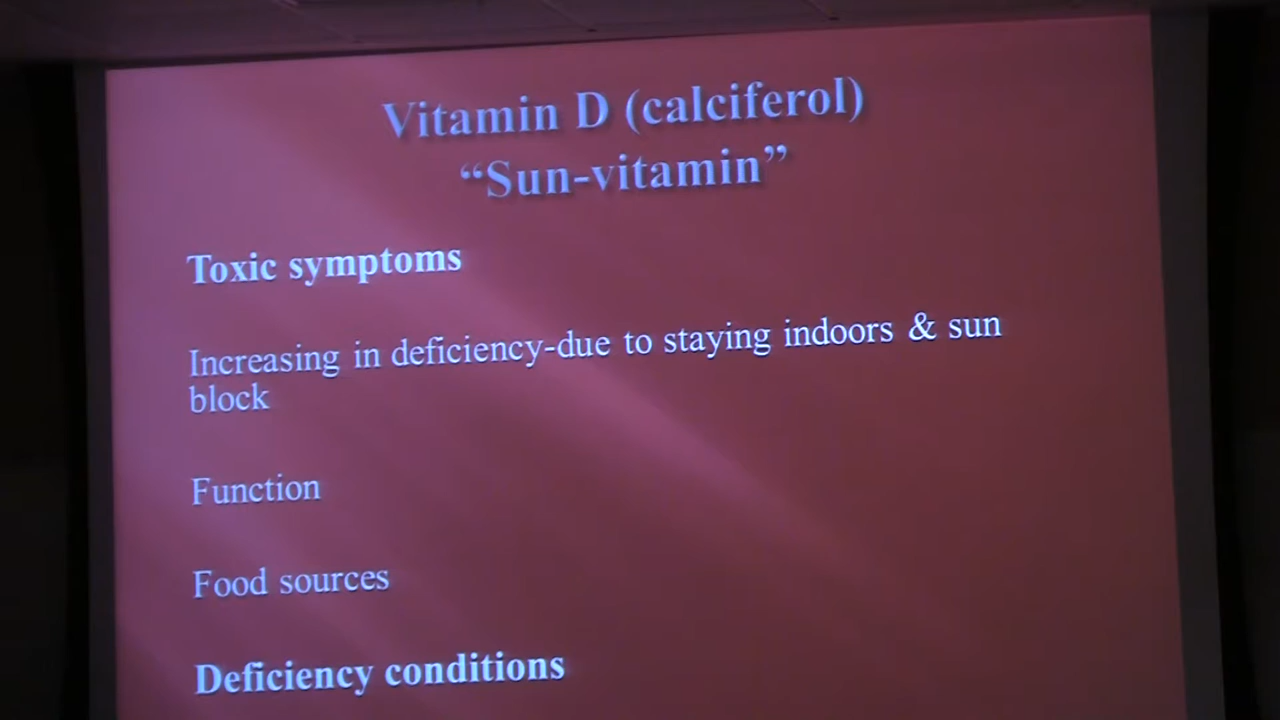 Vitamin D (calciferol)
“Sun-vitamin”
Toxic symptoms
Increasing in deficiency-due to staying indoors & sun
block
Function
Food sources
Deficiency conditions